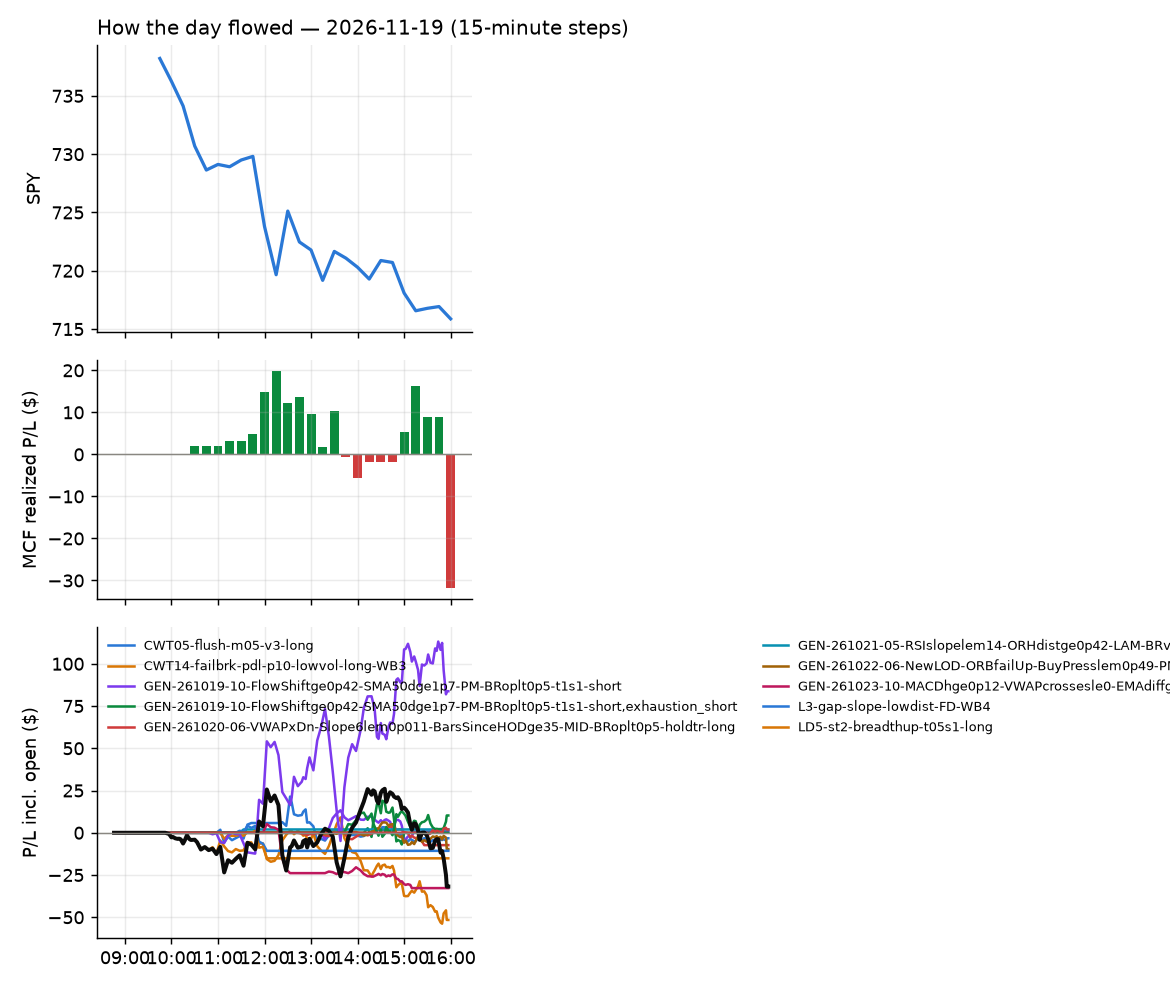 How the day flowed — 2026-11-19 (15-minute steps)
SPY
735
730
725
720
715
MCF realized P/L ($)
20
10
0
−10
−20
−30
P/L incl. open ($)
100
75
50
25
0
−25
−50
CWT05-flush-m05-v3-long
CWT14-failbrk-pdl-p10-lowvol-long-WB3
GEN-261019-10-FlowShiftge0p42-SMA50dge1p7-PM-BRoplt0p5-t1s1-short
GEN-261019-10-FlowShiftge0p42-SMA50dge1p7-PM-BRoplt0p5-t1s1-short,exhaustion_short
GEN-261020-06-VWAPxDn-Slope6lem0p011-BarsSinceHODge35-MID-BRoplt0p5-holdtr-long
GEN-261021-05-RSIslopelem14-ORHdistge0p42-LAM-BRv
GEN-261022-06-NewLOD-ORBfailUp-BuyPresslem0p49-PM
GEN-261023-10-MACDhge0p12-VWAPcrossesle0-EMAdiffg
L3-gap-slope-lowdist-FD-WB4
LD5-st2-breadthup-t05s1-long
09:00 10:00 11:00 12:00 13:00 14:00 15:00 16:00